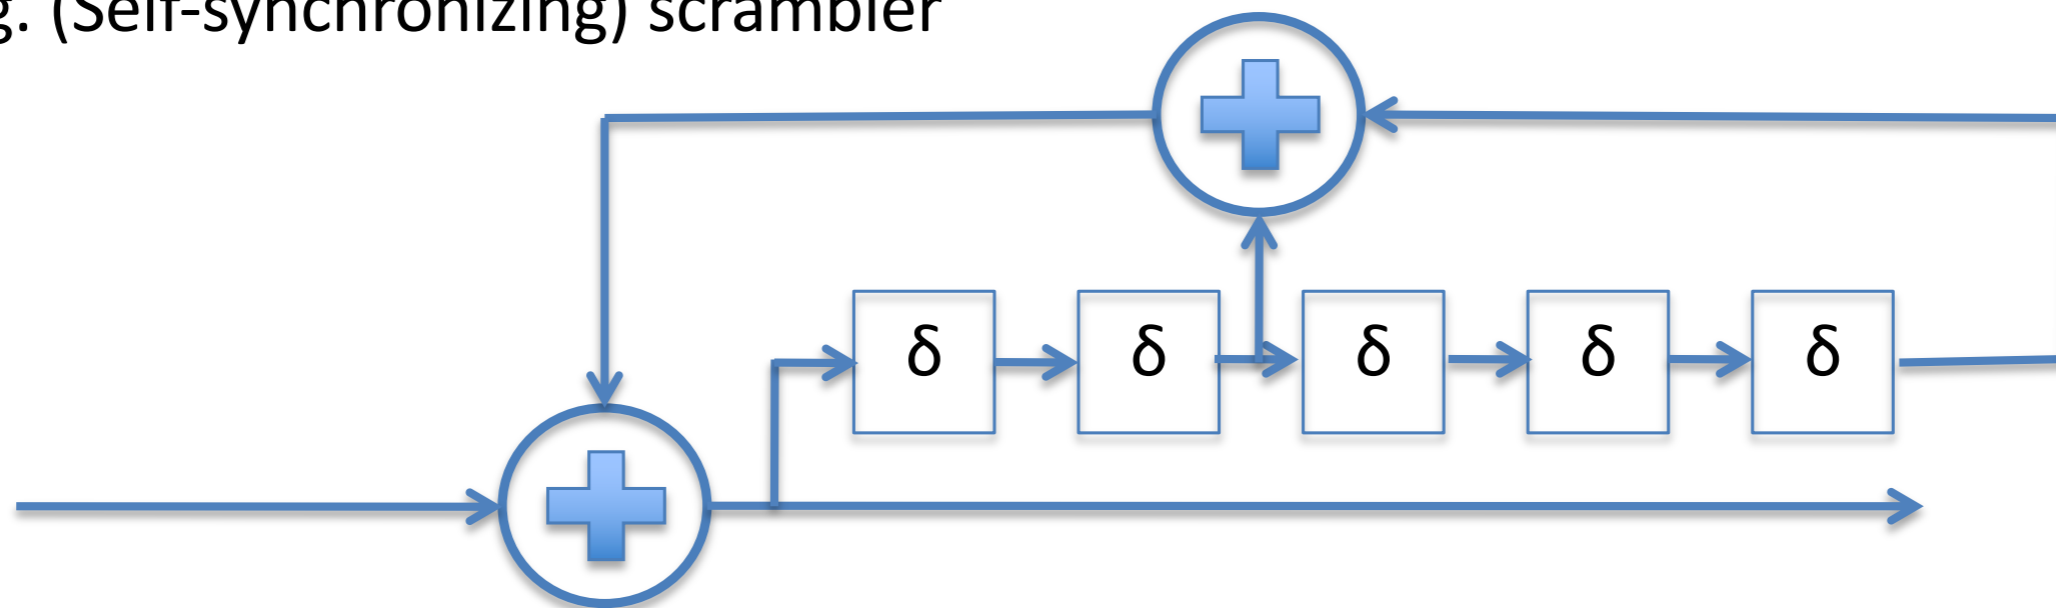 g. (Self-synchronizing) scrambler
δ δ δ δ δ